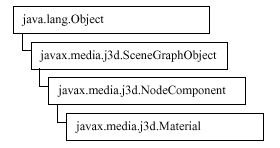 java.lang.Object
javax.media.j3d.SceneGraphObject
javax.media.j3d.NodeComponent
javax.media.j3d.Material